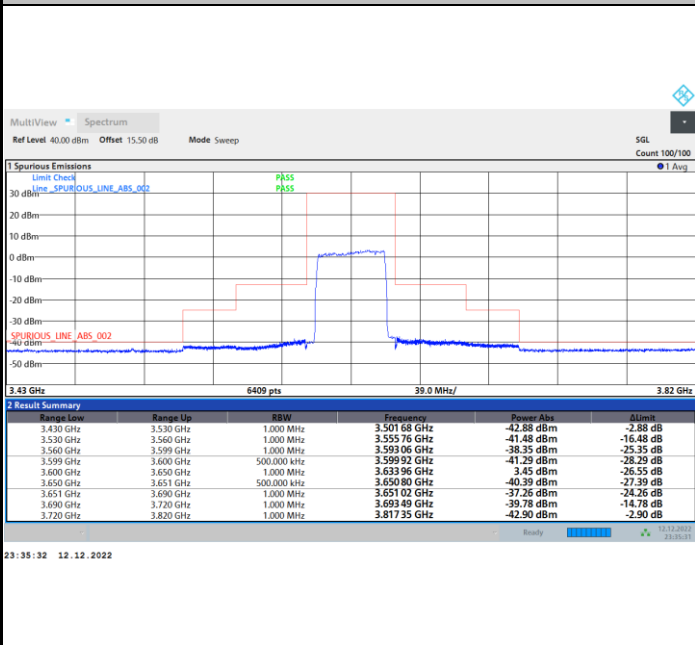 MultiView Spectrum
Ref Level 40.00 dBm Offset 15.50 dB Mode Sweep SGL
Count 100/100
1 Spurious Emissions 1 Avg
Limit Check PASS
Line _SPURIOUS_LINE_ABS_002 PASS
30 dBm
20 dBm
10 dBm
0 dBm
-10 dBm
-20 dBm
-30 dBm
_SPURIOUS_LINE_ABS_002
-40 dBm
-50 dBm
3.43 GHz 6409 pts 39.0 MHz/ 3.82 GHz
2 Result Summary
Range Low Range Up RBW Frequency Power Abs ΔLimit
3.430 GHz 3.530 GHz 1.000 MHz 3.501 68 GHz -42.88 dBm -2.88 dB
3.530 GHz 3.560 GHz 1.000 MHz 3.555 76 GHz -41.48 dBm -16.48 dB
3.560 GHz 3.599 GHz 1.000 MHz 3.593 06 GHz -38.35 dBm -25.35 dB
3.599 GHz 3.600 GHz 500.000 kHz 3.599 92 GHz -41.29 dBm -28.29 dB
3.600 GHz 3.650 GHz 1.000 MHz 3.633 96 GHz 3.45 dBm -26.55 dB
3.650 GHz 3.651 GHz 500.000 kHz 3.650 80 GHz -40.39 dBm -27.39 dB
3.651 GHz 3.690 GHz 1.000 MHz 3.651 02 GHz -37.26 dBm -24.26 dB
3.690 GHz 3.720 GHz 1.000 MHz 3.693 49 GHz -39.78 dBm -14.78 dB
3.720 GHz 3.820 GHz 1.000 MHz 3.817 35 GHz -42.90 dBm -2.90 dB
Ready 12.12.2022
23:35:31
23:35:32 12.12.2022